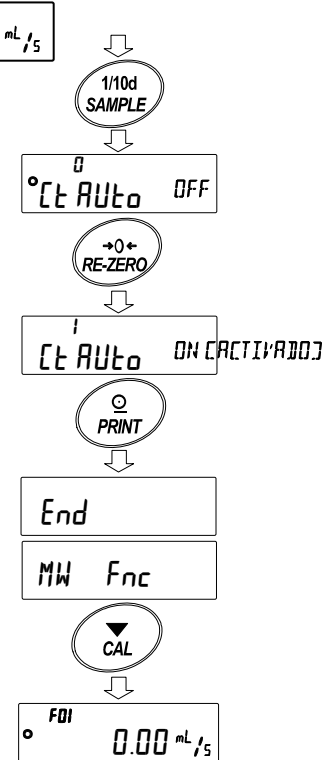 mL/s
1/10d
SAMPLE
0
Ct AUto OFF
→0←
RE-ZERO
1
Ct AUto ON [ACTIVADO]
PRINT
End
MW Fnc
CAL
FD1
0.00 mL/s